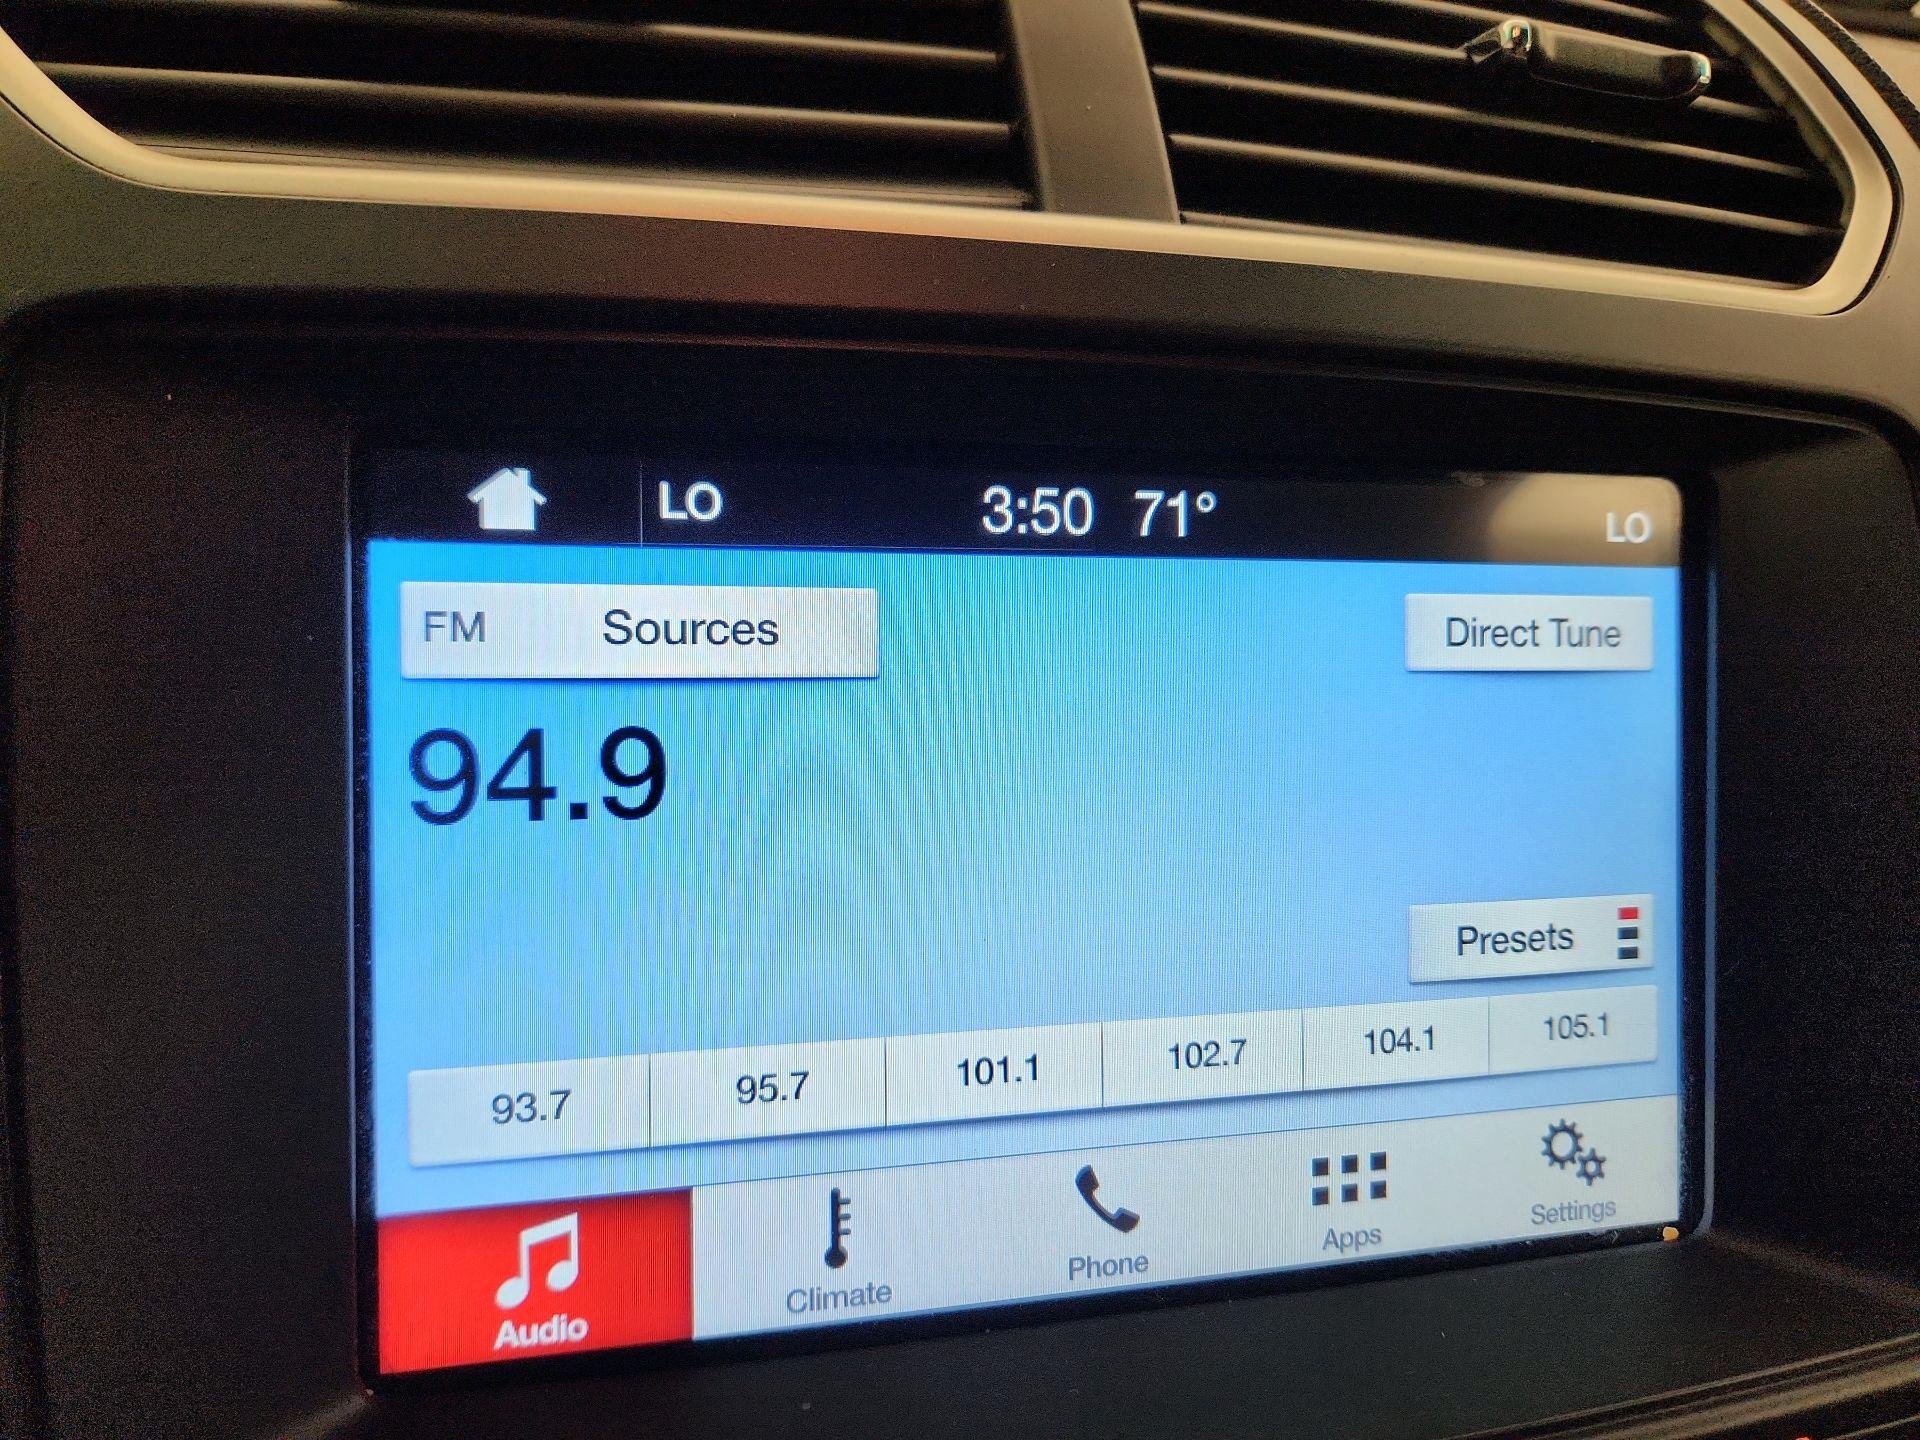 LO 3:50 71° LO
FM Sources Direct Tune
94.9
Presets
93.7 95.7 101.1 102.7 104.1 105.1
Audio Climate Phone Apps Settings